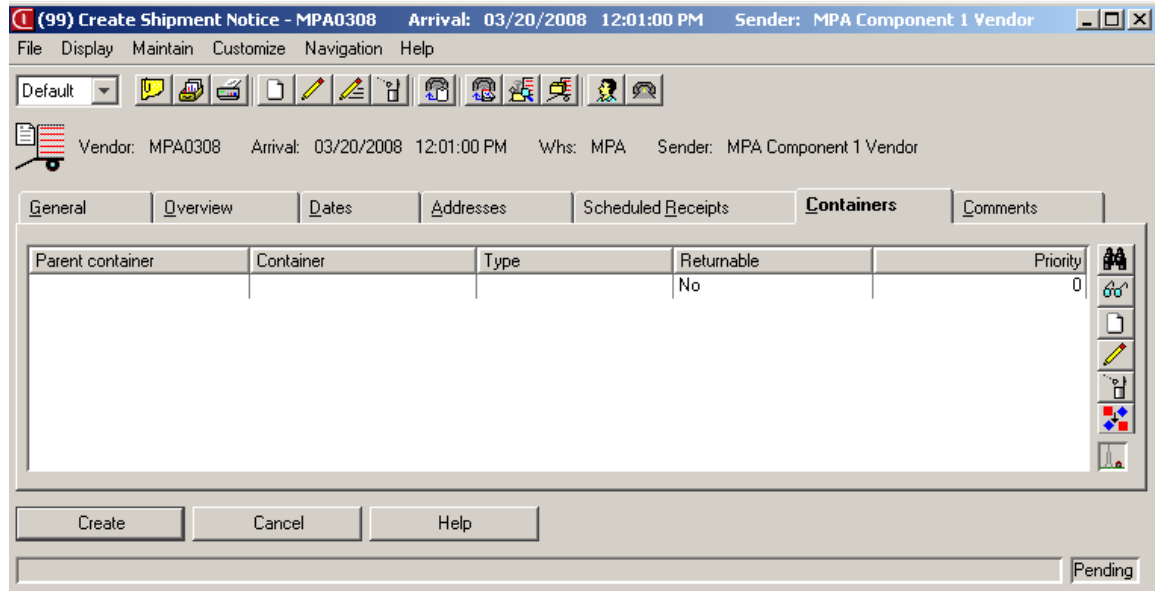 (99) Create Shipment Notice - MPA0308 Arrival: 03/20/2008 12:01:00 PM Sender: MPA Component 1 Vendor
File Display Maintain Customize Navigation Help
Default
Vendor: MPA0308 Arrival: 03/20/2008 12:01:00 PM Whs: MPA Sender: MPA Component 1 Vendor
General Overview Dates Addresses Scheduled Receipts Containers Comments
Parent container Container Type Returnable Priority
No 0
Create Cancel Help
Pending